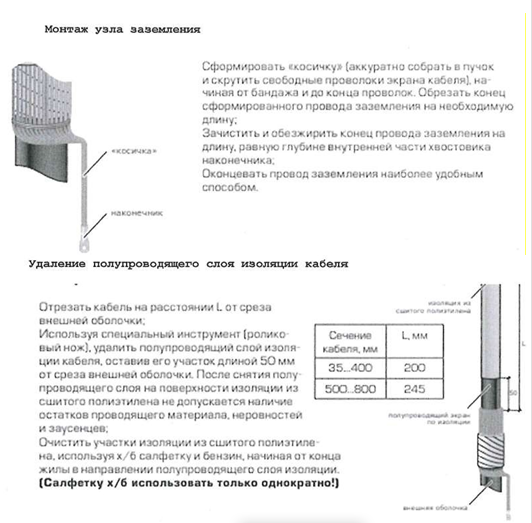 Монтаж узла заземления
Сформировать «косичку» (аккуратно собрать в пучок
и скрутить свободные проволоки экрана кабеля), на-
чиная от бандажа и до конца проволок. Обрезать конец
сформированного провода заземления на необходимую
длину;
Зачистить и обезжирить конец провода заземления на
длину, равную глубине внутренней части хвостовика
наконечника;
Оконцевать провод заземления наиболее удобным
способом.
«косичка»
наконечник
Удаление полупроводящего слоя изоляции кабеля
Отрезать кабель на расстоянии L от среза
внешней оболочки;
Используя специальный инструмент (ролико-
вый нож), удалить полупроводящий слой изоля-
ции кабеля, оставив его участок длиной 50 мм
от среза внешней оболочки. После снятия полу-
проводящего слоя на поверхности изоляции из
сшитого полиэтилена не допускается наличие
остатков проводящего материала, неровностей
и заусенцев;
Очистить участки изоляции из сшитого полиэтиле-
на, используя х/б салфетку и бензин, начиная от конца
жилы в направлении полупроводящего слоя изоляции.
(Салфетку х/б использовать только однократно!)
Сечение кабеля, мм L, мм
35...400 200
500...800 245
изоляция из
сшитого полиэтилена
L
50
полупроводящий экран
по изоляции
внешняя оболочка